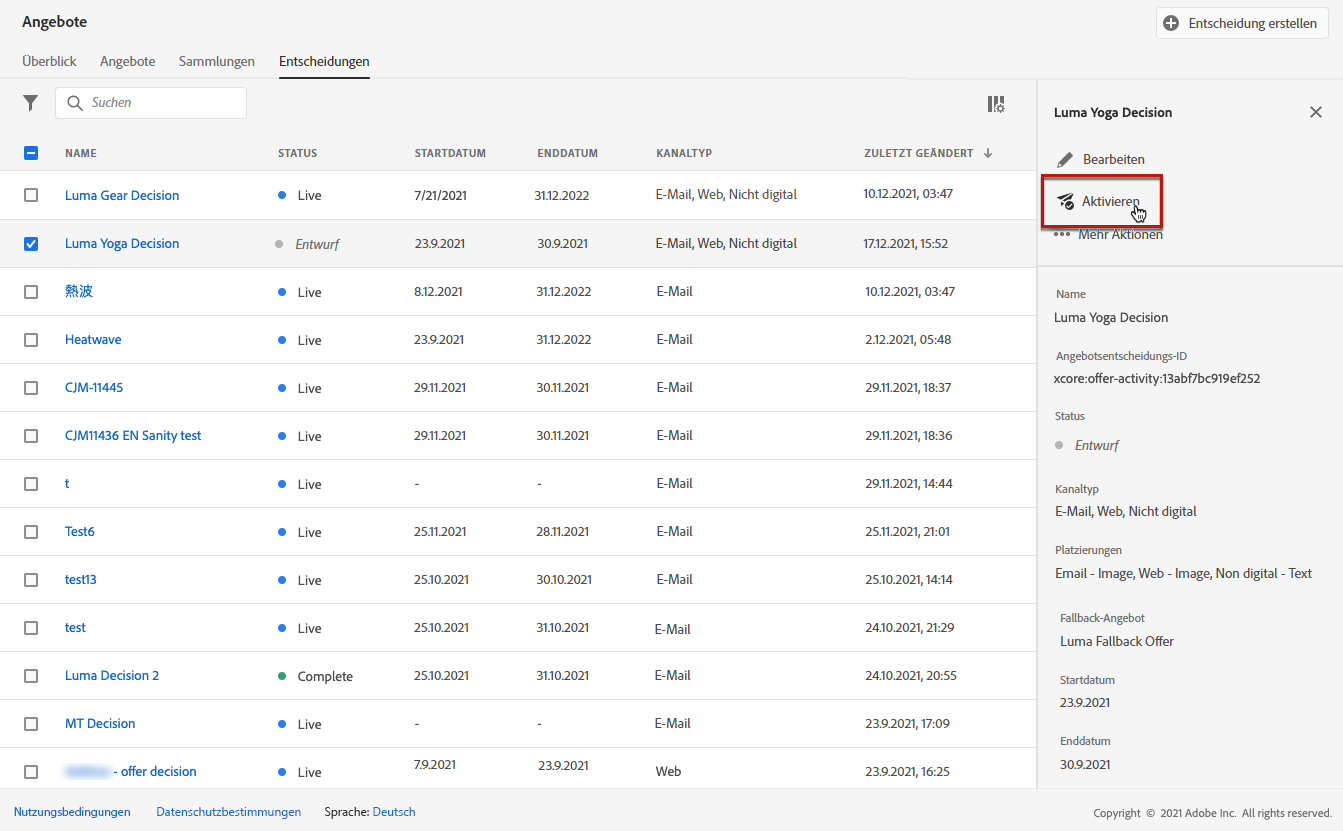 Angebote
Entscheidung erstellen
Überblick Angebote Sammlungen Entscheidungen
Suchen
NAME STATUS STARTDATUM ENDDATUM KANALTYP ZULETZT GEÄNDERT
Luma Gear Decision Live 7/21/2021 31.12.2022 E-Mail, Web, Nicht digital 10.12.2021, 03:47
Luma Yoga Decision Entwurf 23.9.2021 30.9.2021 E-Mail, Web, Nicht digital 17.12.2021, 15:52
熱波 Live 8.12.2021 31.12.2022 E-Mail 10.12.2021, 03:47
Heatwave Live 23.9.2021 31.12.2022 E-Mail 2.12.2021, 05:48
CJM-11445 Live 29.11.2021 30.11.2021 E-Mail 29.11.2021, 18:37
CJM11436 EN Sanity test Live 29.11.2021 30.11.2021 E-Mail 29.11.2021, 18:36
t Live - - E-Mail 29.11.2021, 14:44
Test6 Live 25.11.2021 28.11.2021 E-Mail 25.11.2021, 21:01
test13 Live 25.10.2021 30.10.2021 E-Mail 25.10.2021, 14:14
test Live 25.10.2021 31.10.2021 E-Mail 24.10.2021, 21:29
Luma Decision 2 Complete 25.10.2021 31.10.2021 E-Mail 24.10.2021, 20:55
MT Decision Live - - E-Mail 23.9.2021, 17:09
- offer decision Live 7.9.2021 23.9.2021 Web 23.9.2021, 16:25
Luma Yoga Decision
Bearbeiten
Aktivieren
Mehr Aktionen
Name
Luma Yoga Decision
Angebotsentscheidungs-ID
xcore:offer-activity:13abf7bc919ef252
Status
Entwurf
Kanaltyp
E-Mail, Web, Nicht digital
Platzierungen
Email - Image, Web - Image, Non digital - Text
Fallback-Angebot
Luma Fallback Offer
Startdatum
23.9.2021
Enddatum
30.9.2021
Nutzungsbedingungen Datenschutzbestimmungen Sprache: Deutsch
Copyright © 2021 Adobe Inc. All rights reserved.